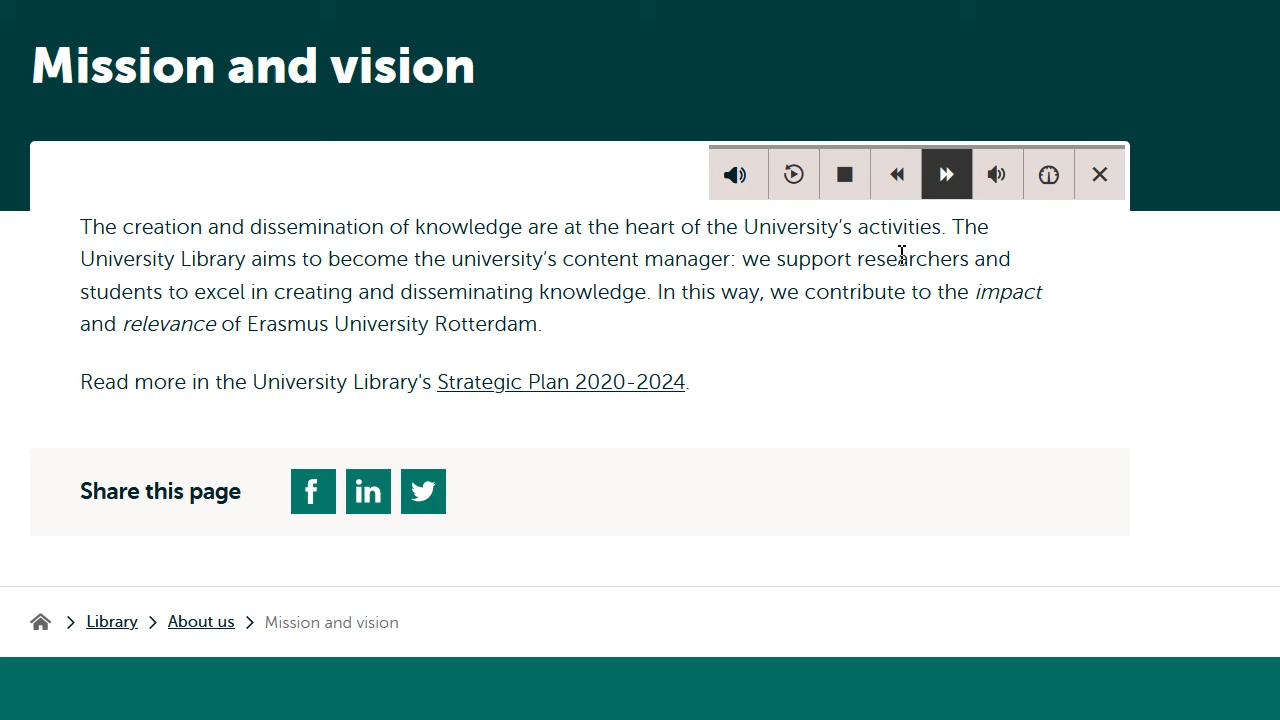 Mission and vision
The creation and dissemination of knowledge are at the heart of the University’s activities. The
University Library aims to become the university’s content manager: we support researchers and
students to excel in creating and disseminating knowledge. In this way, we contribute to the impact
and relevance of Erasmus University Rotterdam.
Read more in the University Library's Strategic Plan 2020-2024.
Share this page
Library About us Mission and vision